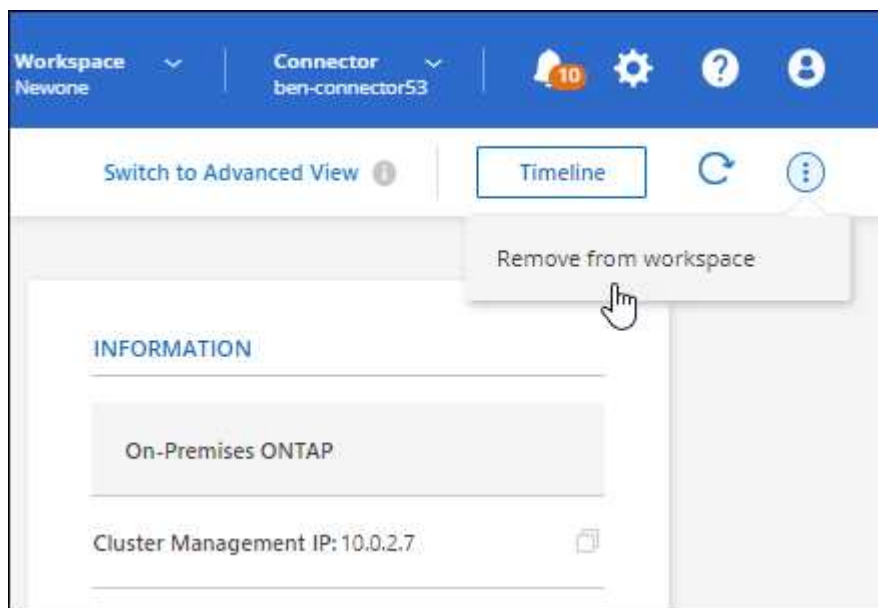 Workspace
Newone
Connector
ben-connector53
10
Switch to Advanced View
Timeline
Remove from workspace
INFORMATION
On-Premises ONTAP
Cluster Management IP: 10.0.2.7